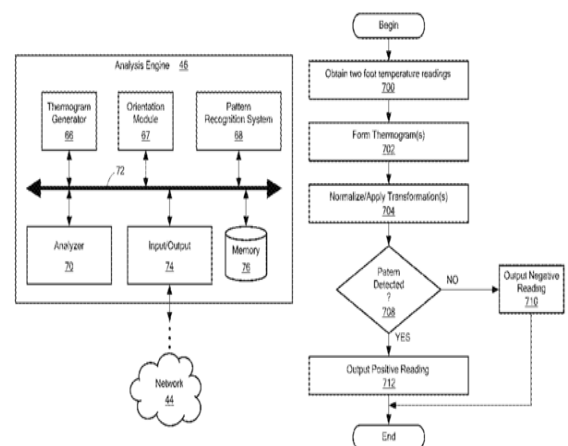 Analysis Engine 46
Thermogram
Generator
66
Orientation
Module
67
Pattern
Recognition System
68
72
Analyzer
70
Input/Output
74
Memory
76
Network
44
Begin
Obtain two foot temperature readings
700
Form Thermogram(s)
702
Normalize/Apply Transformation(s)
704
Pattern
Detected
?
708
NO
YES
Output Negative
Reading
710
Output Positive Reading
712
End